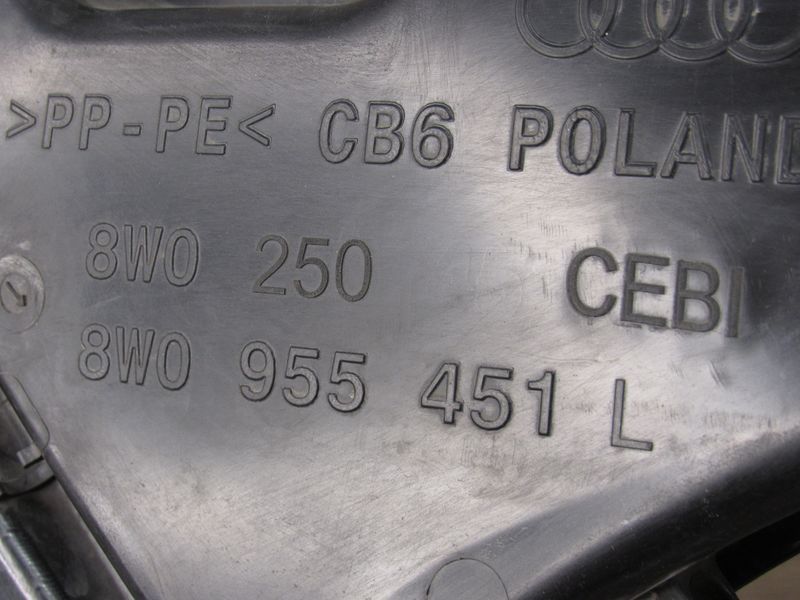 >PP-PE< CB6 POLAND
8W0 250 CEBI
8W0 955 451 L